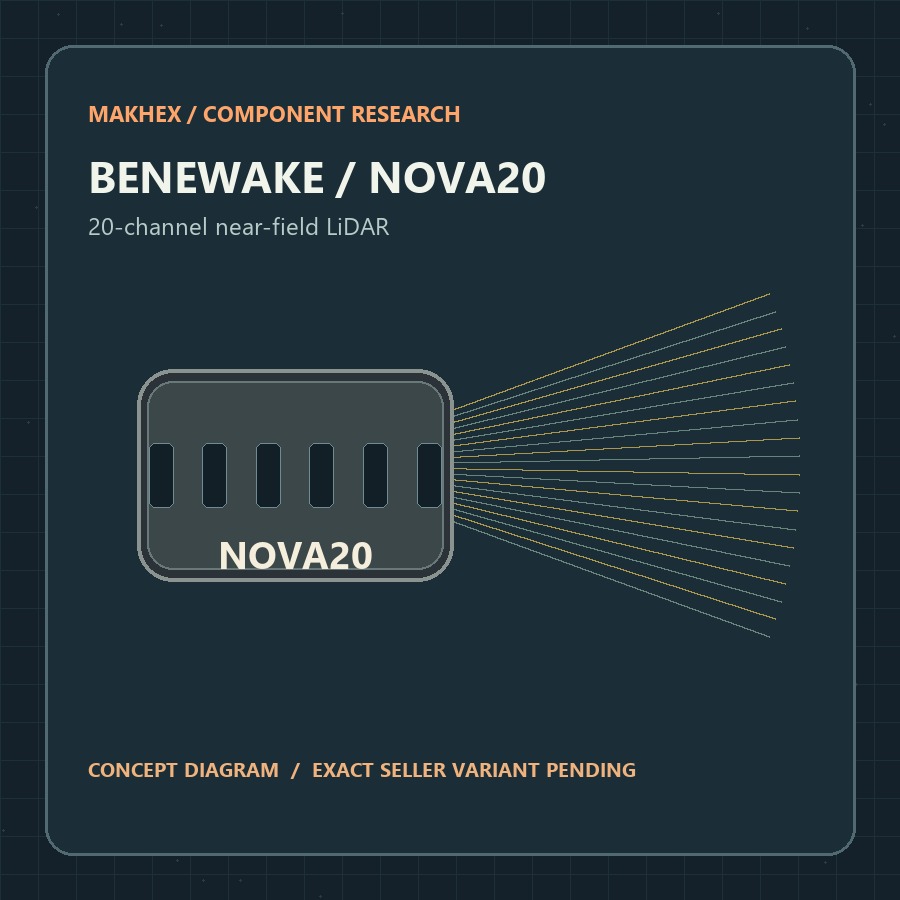 MAKHEX / COMPONENT RESEARCH
BENEWAKE / NOVA20
20-channel near-field LiDAR
NOVA20
CONCEPT DIAGRAM / EXACT SELLER VARIANT PENDING